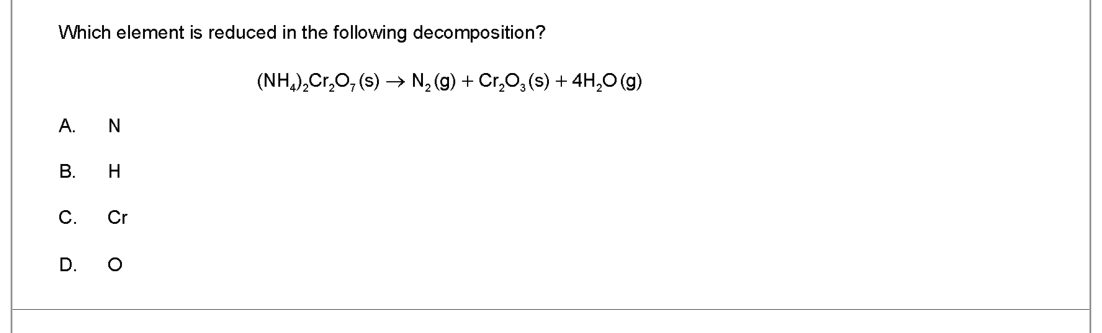 Which element is reduced in the following decomposition?
(NH₄)₂Cr₂O₇(s) → N₂(g) + Cr₂O₃(s) + 4H₂O(g)
A. N
B. H
C. Cr
D. O